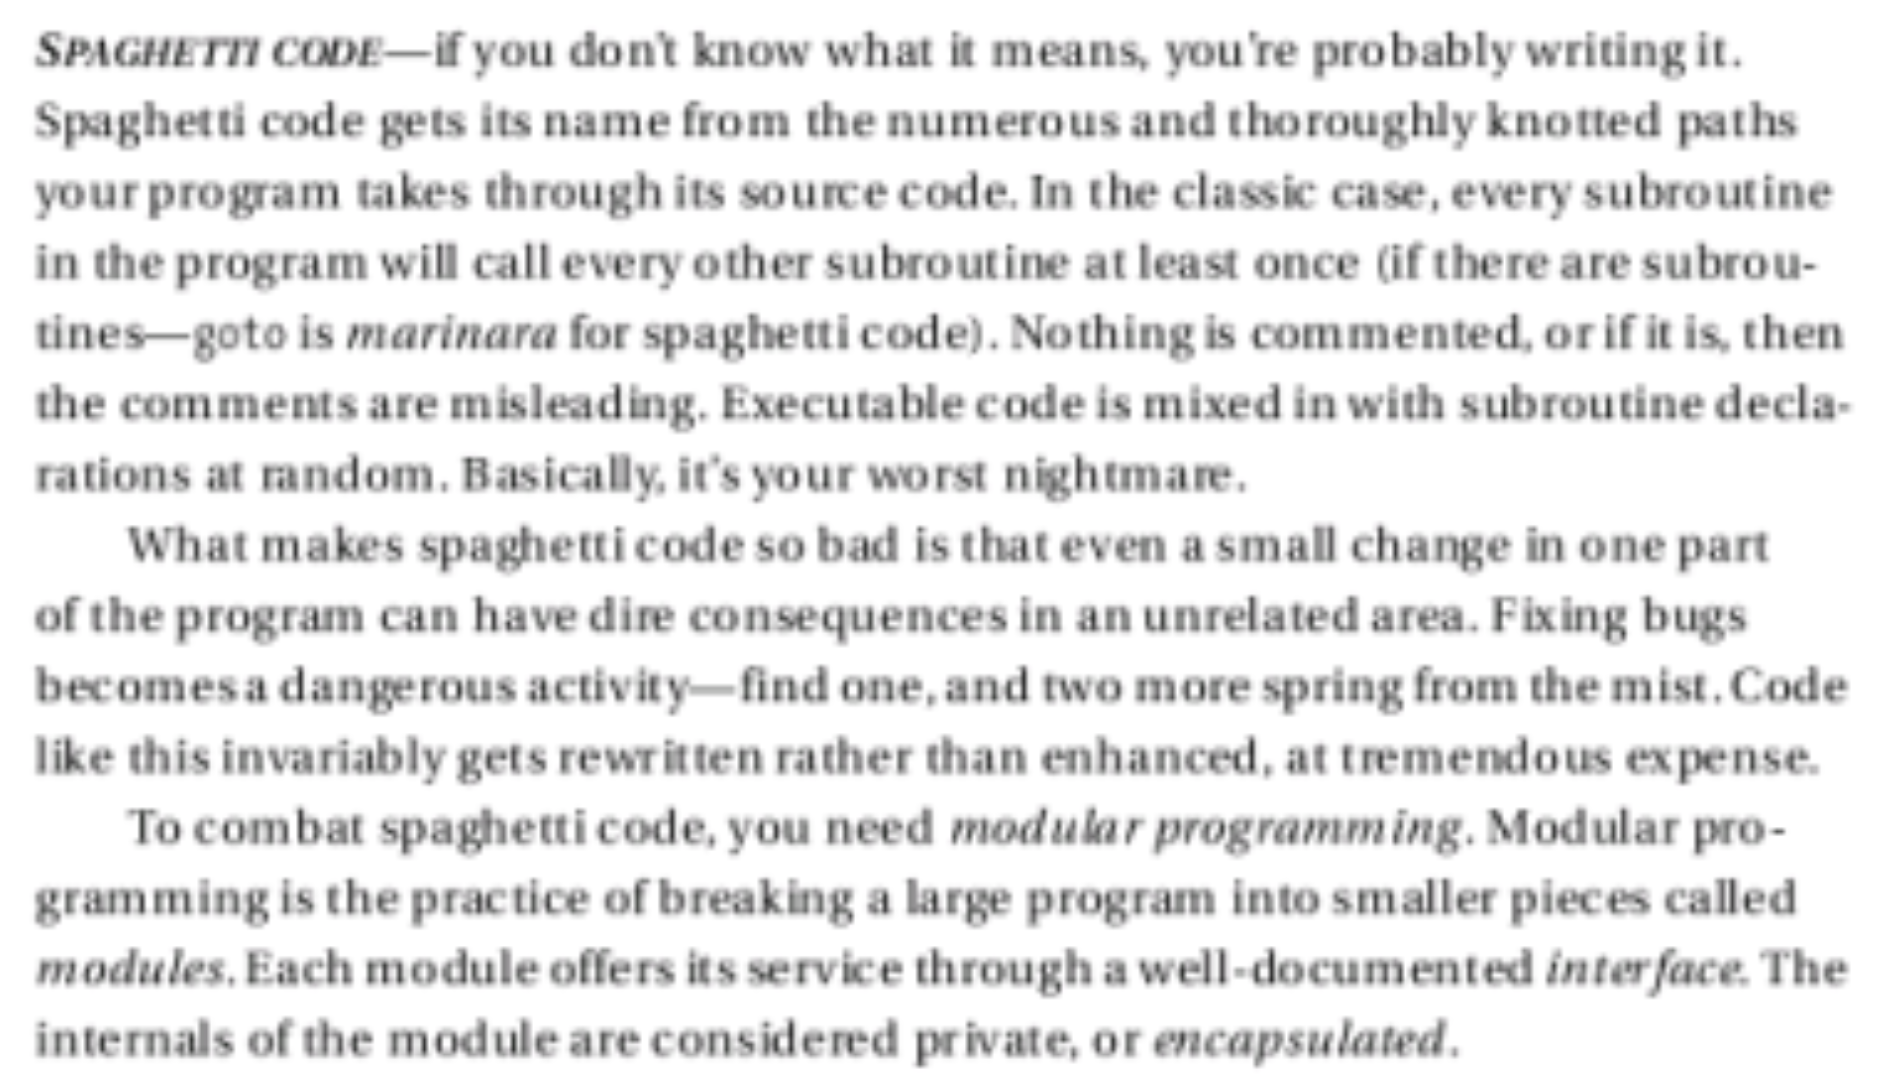 SPAGHETTI CODE—if you don't know what it means, you're probably writing it.
Spaghetti code gets its name from the numerous and thoroughly knotted paths
your program takes through its source code. In the classic case, every subroutine
in the program will call every other subroutine at least once (if there are subrou-
tines—goto is marinara for spaghetti code). Nothing is commented, or if it is, then
the comments are misleading. Executable code is mixed in with subroutine decla-
rations at random. Basically, it's your worst nightmare.
What makes spaghetti code so bad is that even a small change in one part
of the program can have dire consequences in an unrelated area. Fixing bugs
becomes a dangerous activity—find one, and two more spring from the mist. Code
like this invariably gets rewritten rather than enhanced, at tremendous expense.
To combat spaghetti code, you need modular programming. Modular pro-
gramming is the practice of breaking a large program into smaller pieces called
modules. Each module offers its service through a well-documented interface. The
internals of the module are considered private, or encapsulated.